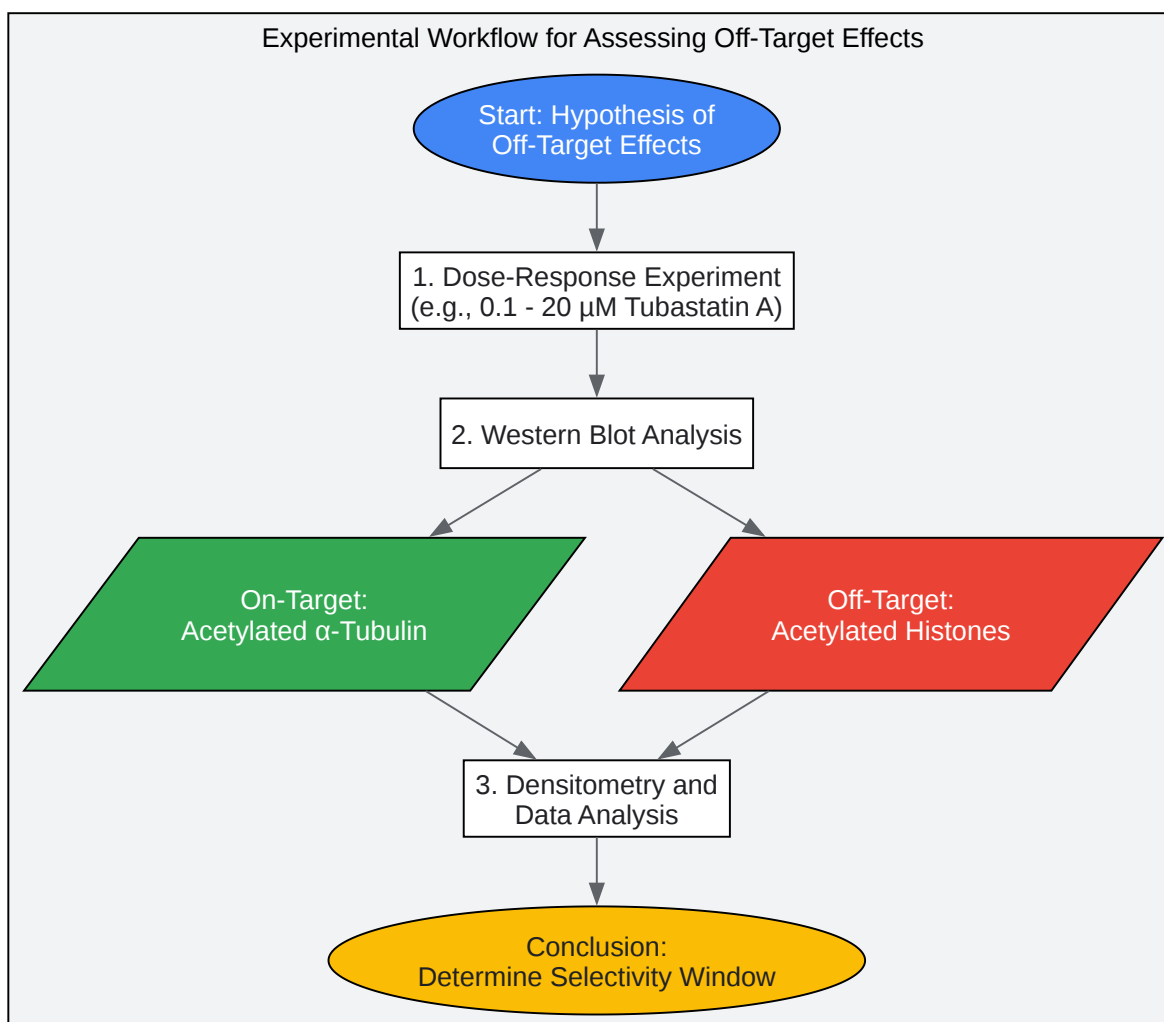 Experimental Workflow for Assessing Off-Target Effects
Start: Hypothesis of
Off-Target Effects
1. Dose-Response Experiment
(e.g., 0.1 - 20 µM Tubastatin A)
2. Western Blot Analysis
On-Target:
Acetylated α-Tubulin
Off-Target:
Acetylated Histones
3. Densitometry and
Data Analysis
Conclusion:
Determine Selectivity Window